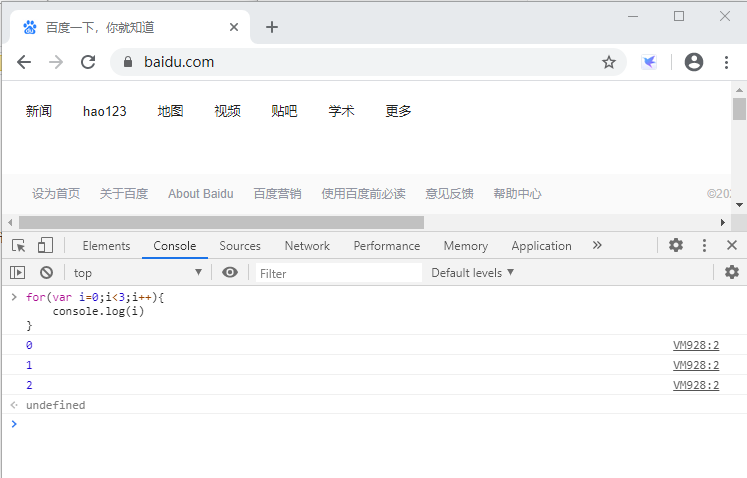 百度一下，你就知道
baidu.com
新闻 hao123 地图 视频 贴吧 学术 更多
设为首页 关于百度 About Baidu 百度营销 使用百度前必读 意见反馈 帮助中心
Elements Console Sources Network Performance Memory Application
top Filter Default levels
for(var i=0;i<3;i++){
console.log(i)
}
0 VM928:2
1 VM928:2
2 VM928:2
undefined